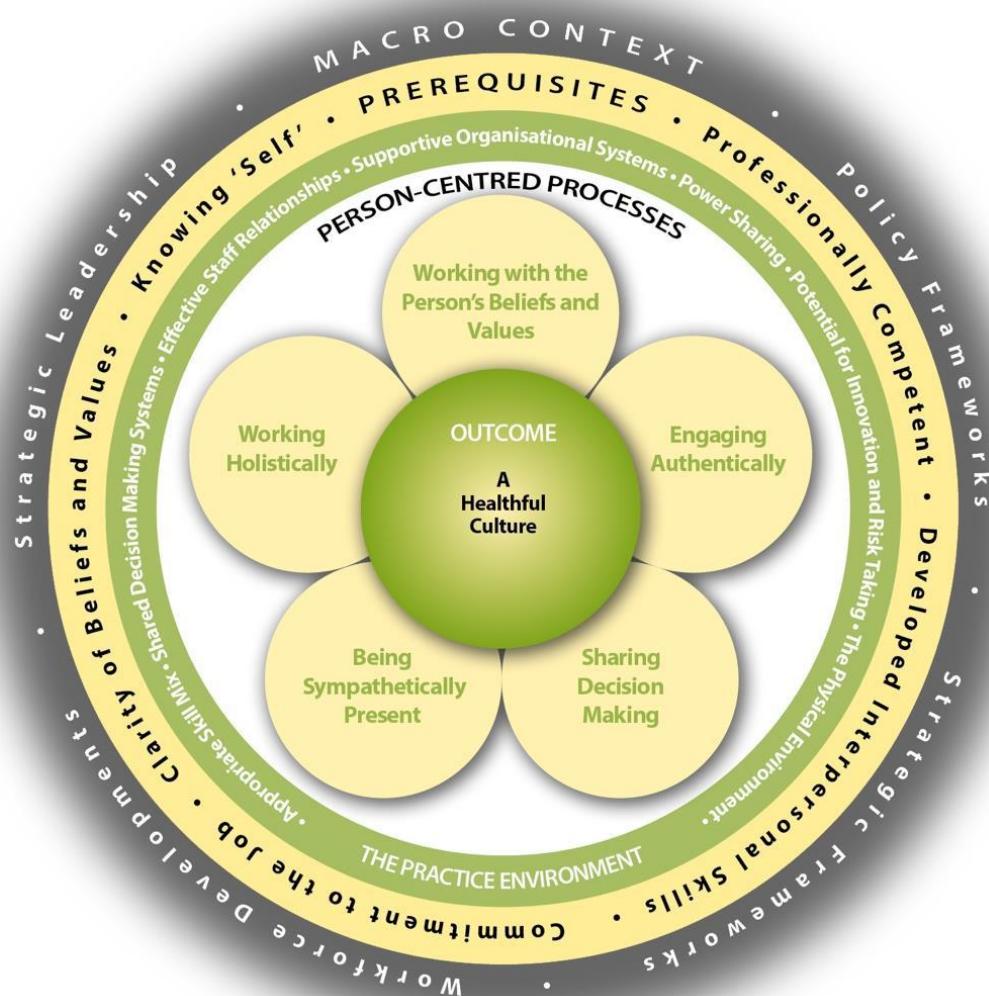 MACRO CONTEXT
•
Policy Frameworks
•
Strategic Frameworks
•
Workforce Developments
•
Strategic Leadership
•
PREREQUISITES • Professionally Competent • Developed Interpersonal Skills • Commitment to the Job • Clarity of Beliefs and Values • Knowing ‘Self’ •
• Appropriate Skill Mix • Shared Decision Making Systems • Effective Staff Relationships • Supportive Organisational Systems • Power Sharing • Potential for Innovation and Risk Taking • The Physical Environment •
THE PRACTICE ENVIRONMENT
PERSON-CENTRED PROCESSES
Working with the
Person’s Beliefs and
Values
Engaging
Authentically
Sharing
Decision
Making
Being
Sympathetically
Present
Working
Holistically
OUTCOME
A
Healthful
Culture